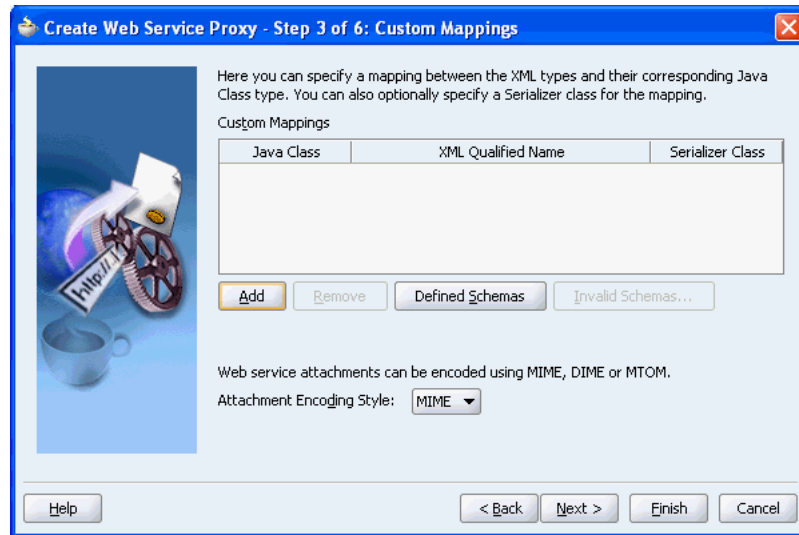 Create Web Service Proxy - Step 3 of 6: Custom Mappings
Here you can specify a mapping between the XML types and their corresponding Java
Class type. You can also optionally specify a Serializer class for the mapping.
Custom Mappings
Java Class XML Qualified Name Serializer Class
Add Remove Defined Schemas Invalid Schemas...
http://
Web service attachments can be encoded using MIME, DIME or MTOM.
Attachment Encoding Style: MIME
Help < Back Next > Finish Cancel